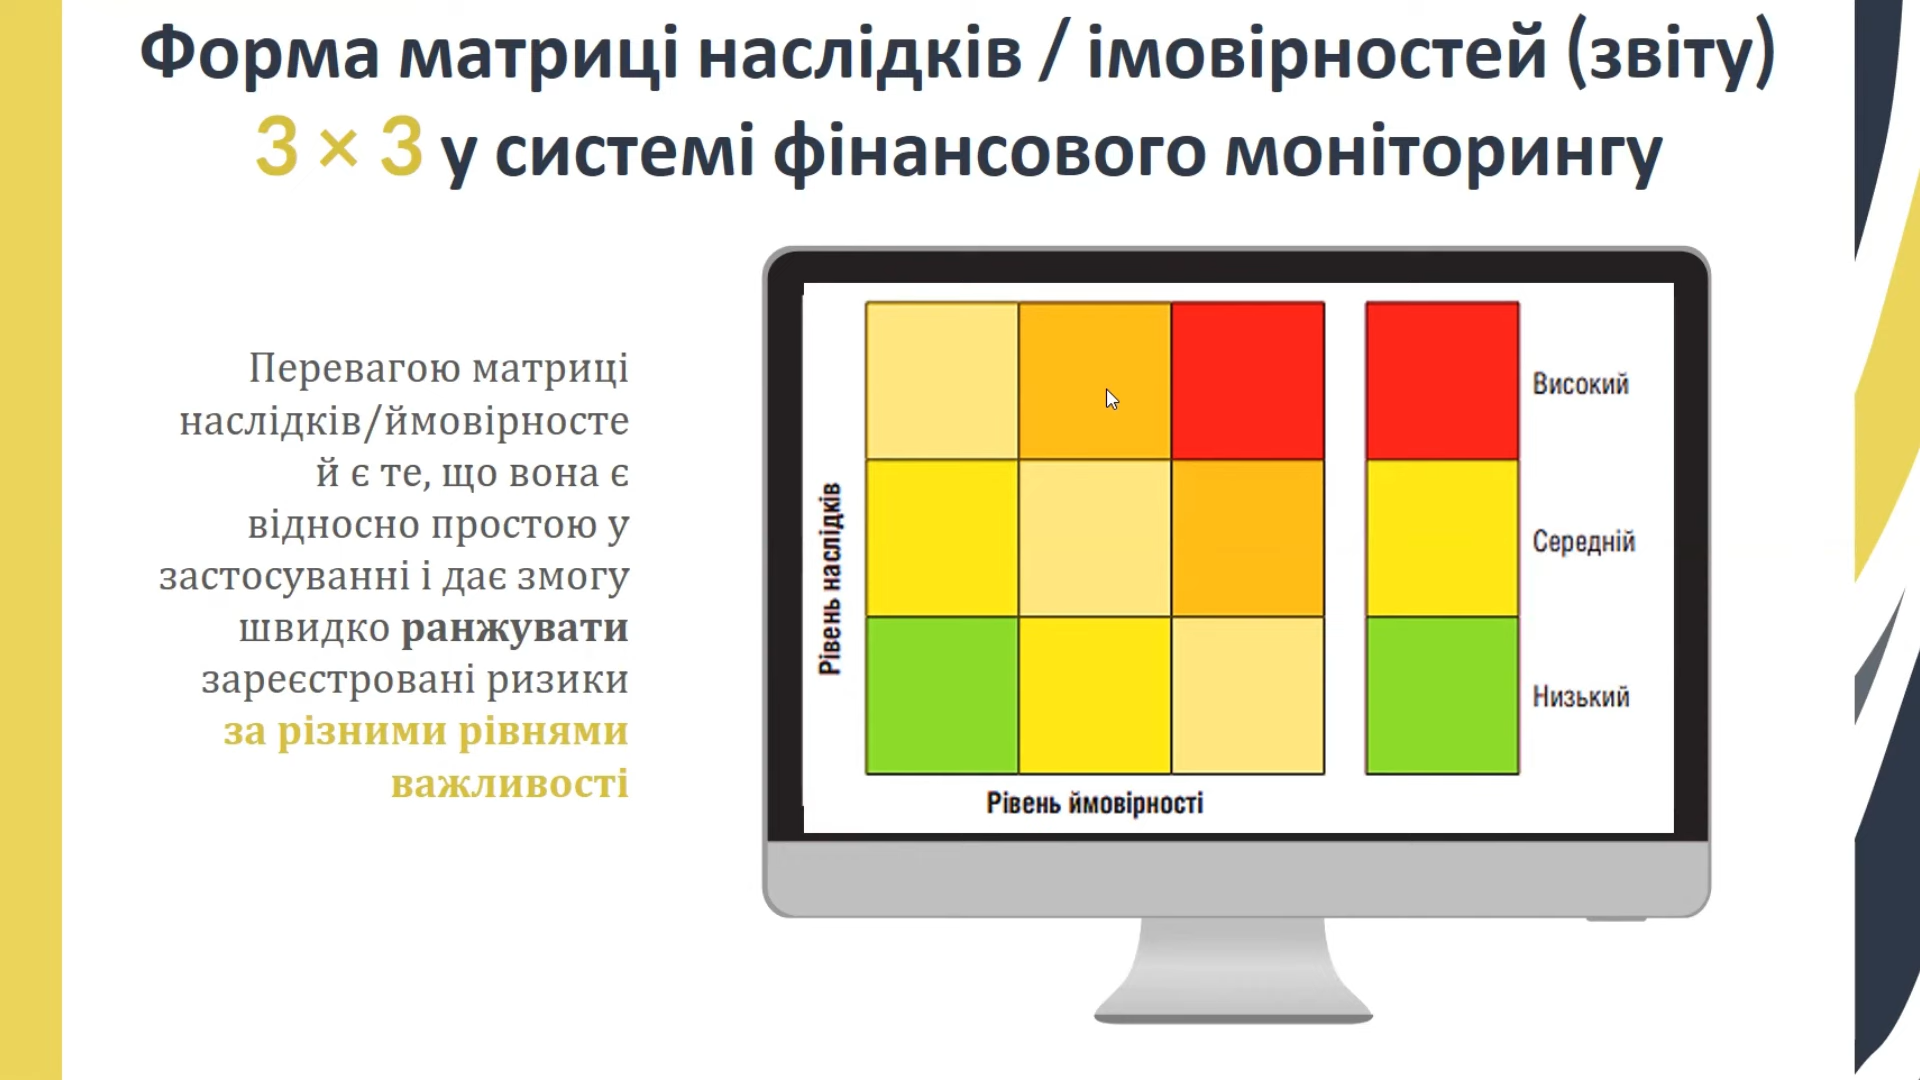 Форма матриці наслідків / імовірностей (звіту)
3 × 3 у системі фінансового моніторингу
Перевагою матриці
наслідків/ймовірносте
й є те, що вона є
відносно простою у
застосуванні і дає змогу
швидко ранжувати
зареєстровані ризики
за різними рівнями
важливості
Рівень наслідків
Рівень ймовірності
Високий
Середній
Низький